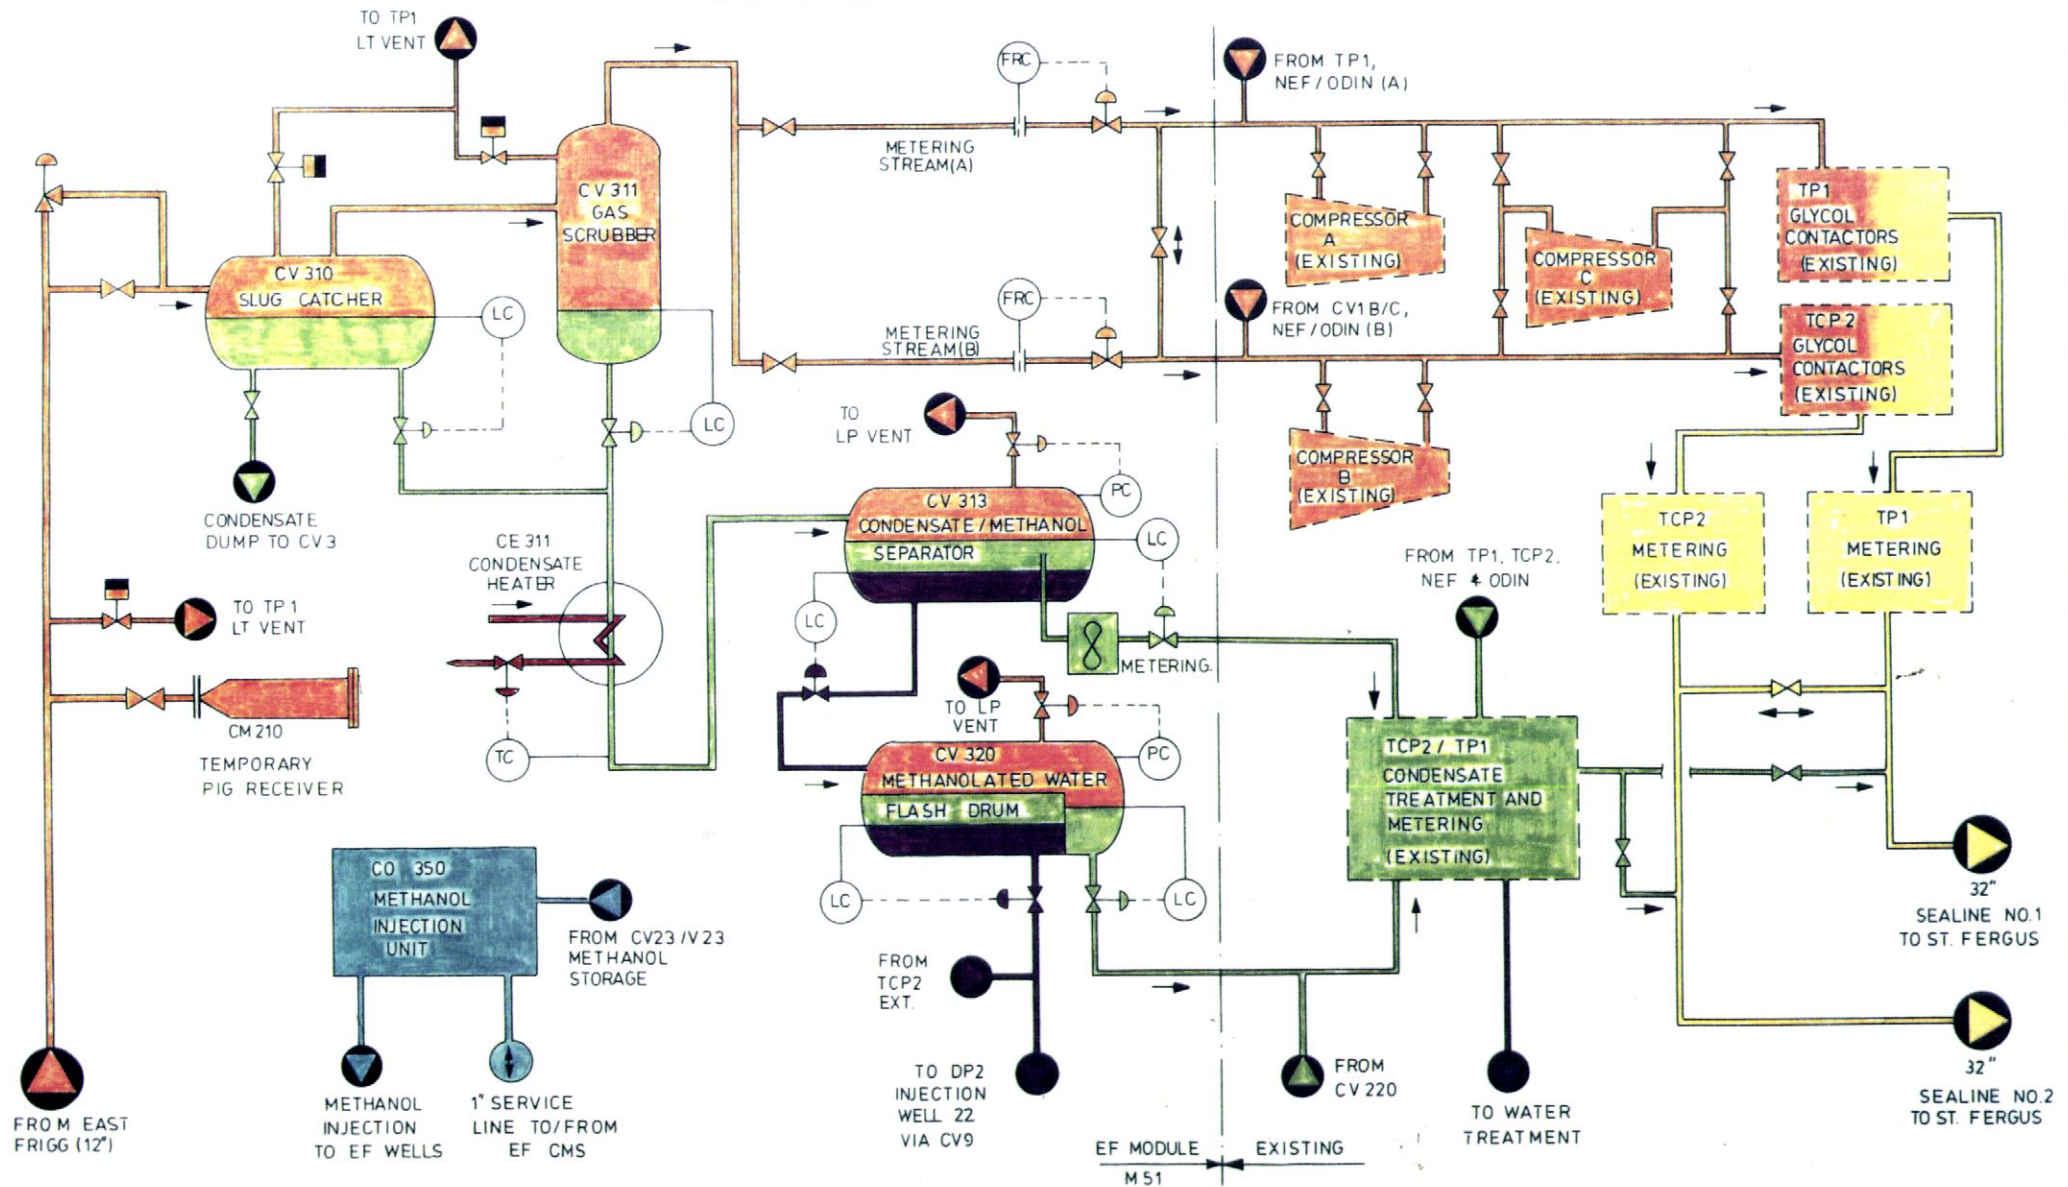 TO TP1
LT VENT
FRC
FROM TP1,
NEF/ODIN (A)
METERING
STREAM(A)
CV 311
GAS
SCRUBBER
CV 310
SLUG CATCHER
LC
LC
FRC
METERING
STREAM(B)
FROM CV1B/C,
NEF/ODIN (B)
COMPRESSOR
A
(EXISTING)
COMPRESSOR
C
(EXISTING)
COMPRESSOR
B
(EXISTING)
TP1
GLYCOL
CONTACTORS
(EXISTING)
TCP2
GLYCOL
CONTACTORS
(EXISTING)
CONDENSATE
DUMP TO CV3
TO
LP VENT
PC
CV 313
CONDENSATE/METHANOL
SEPARATOR
LC
LC
CE 311
CONDENSATE
HEATER
TC
TO TP1
LT VENT
CM210
TEMPORARY
PIG RECEIVER
METERING
FROM TP1, TCP2,
NEF & ODIN
TCP2
METERING
(EXISTING)
TP1
METERING
(EXISTING)
TO LP
VENT
PC
CV 320
METHANOLATED WATER
FLASH DRUM
LC
LC
TCP2 / TP1
CONDENSATE
TREATMENT AND
METERING
(EXISTING)
CO 350
METHANOL
INJECTION
UNIT
FROM CV23/V23
METHANOL
STORAGE
FROM
TCP2
EXT.
32"
SEALINE NO.1
TO ST. FERGUS
32"
SEALINE NO.2
TO ST. FERGUS
FROM EAST
FRIGG (12")
METHANOL
INJECTION
TO EF WELLS
1" SERVICE
LINE TO/FROM
EF CMS
TO DP2
INJECTION
WELL 22
VIA CV9
FROM
CV220
TO WATER
TREATMENT
EF MODULE
M51
EXISTING